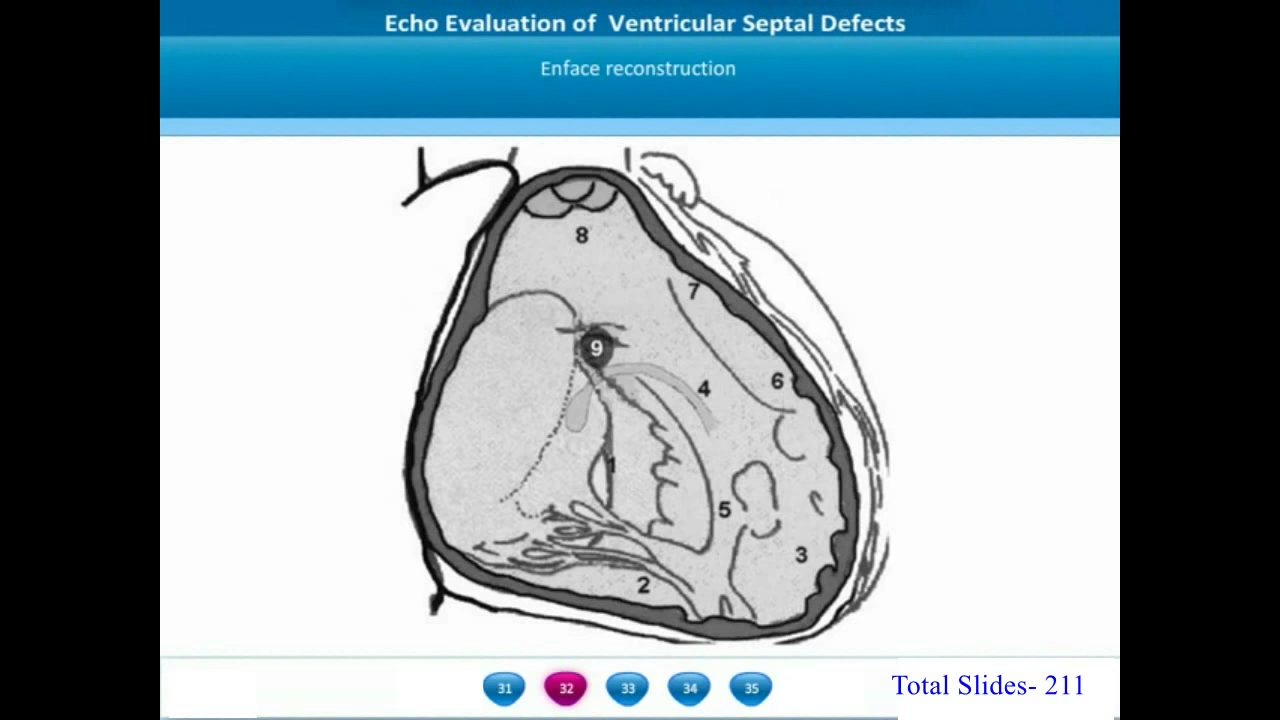 Echo Evaluation of Ventricular Septal Defects
Enface reconstruction
8
7
9
6
4
1
5
3
2
31 32 33 34 35
Total Slides- 211